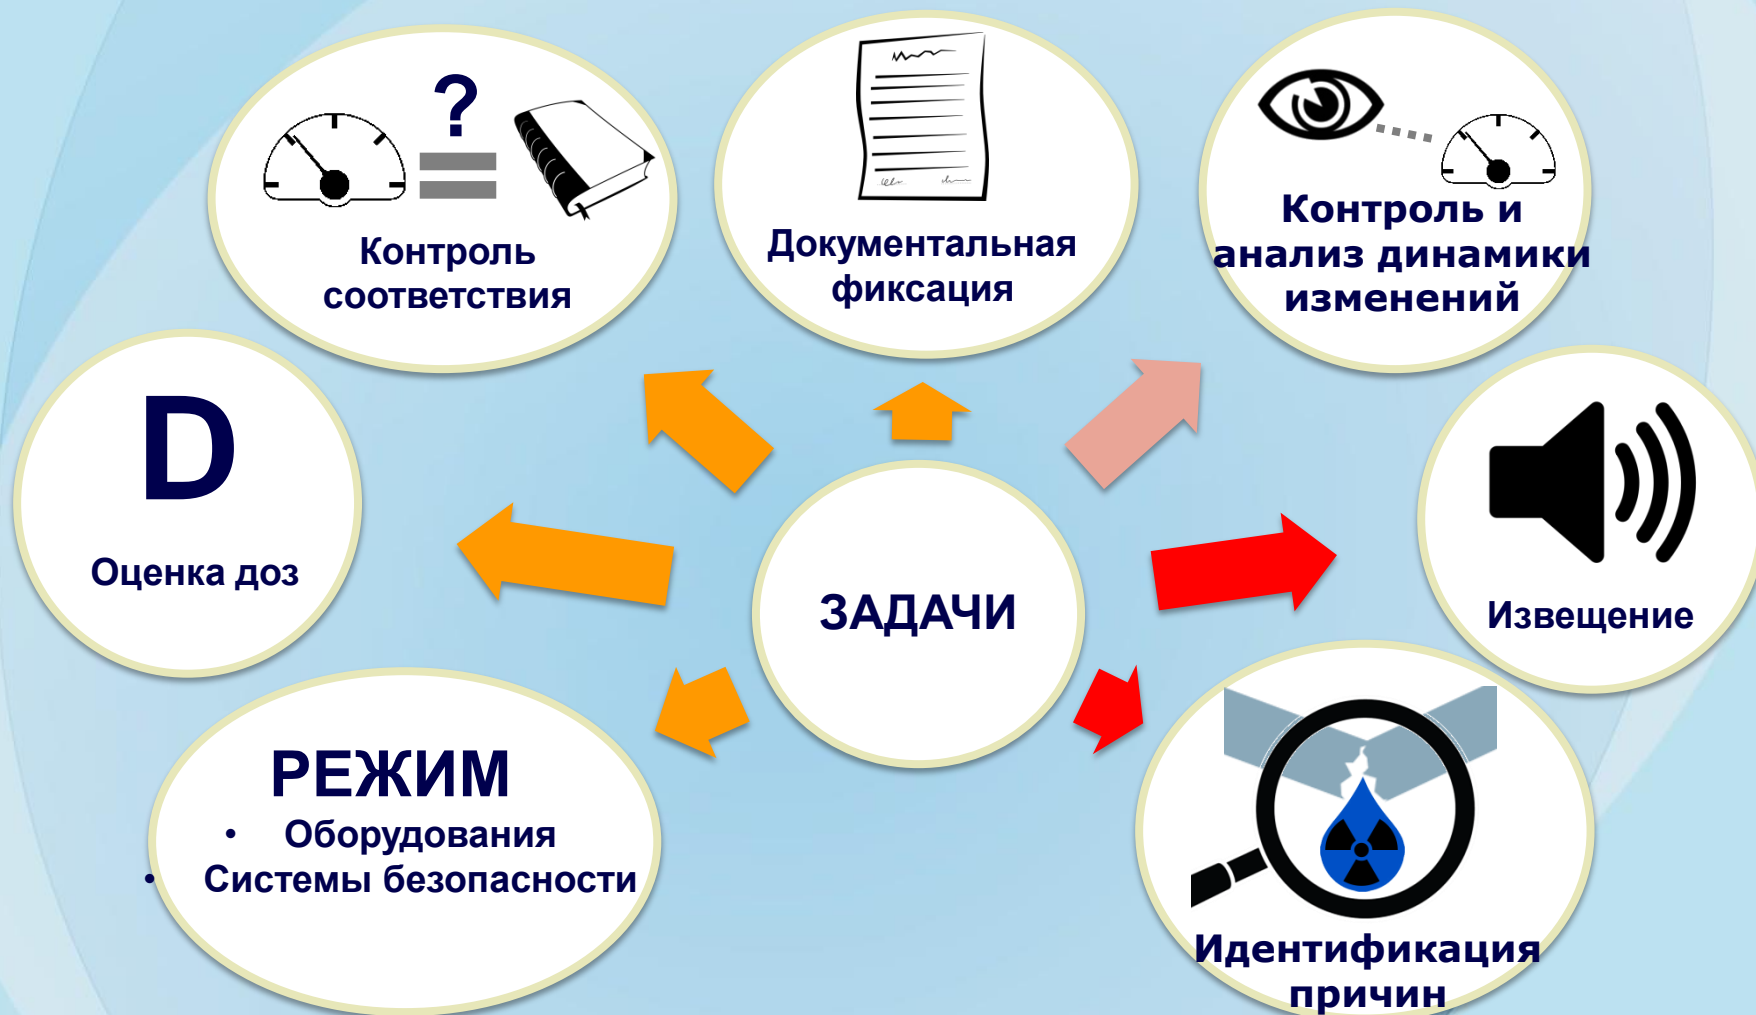 ?
Контроль
соответствия
Документальная
фиксация
Контроль и
анализ динамики
изменений
D
Оценка доз
ЗАДАЧИ
Извещение
РЕЖИМ
• Оборудования
• Системы безопасности
Идентификация
причин